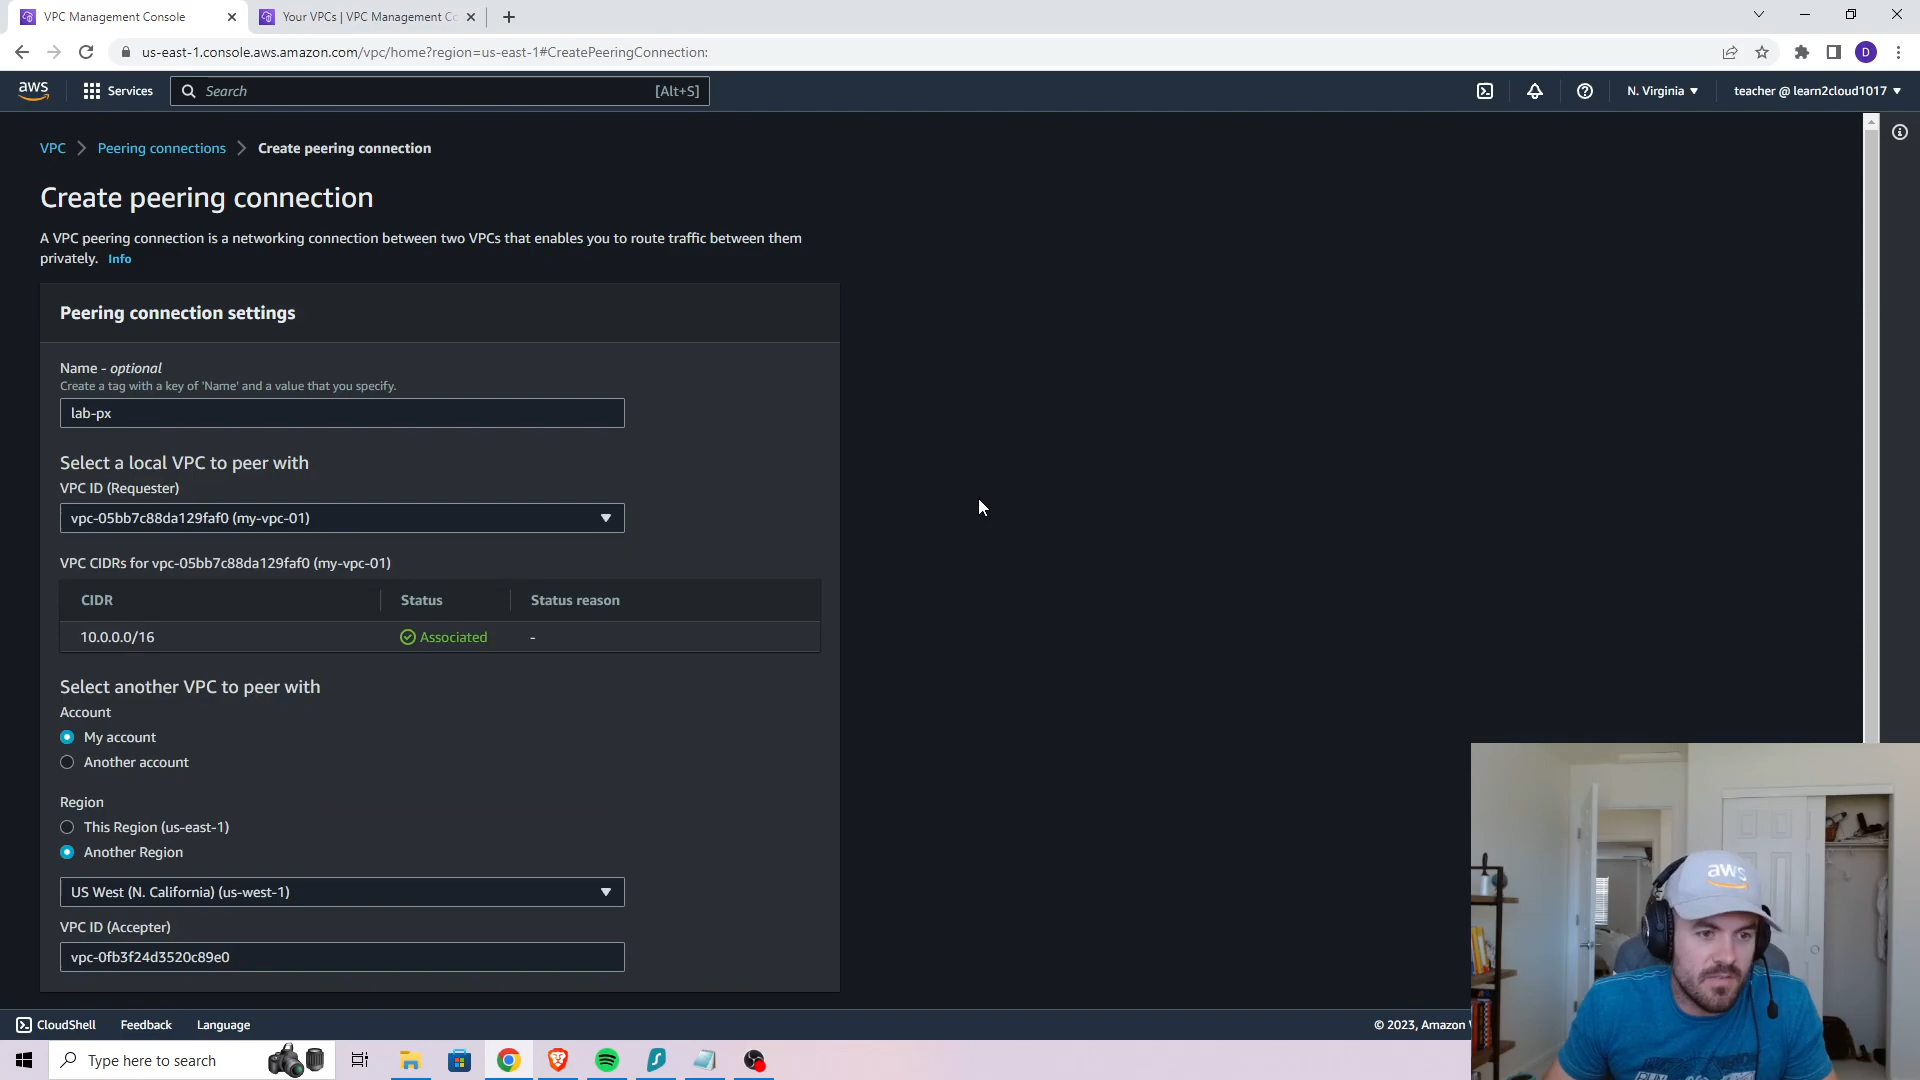 VPC Management Console
Your VPCs | VPC Management Co
us-east-1.console.aws.amazon.com/vpc/home?region=us-east-1#CreatePeeringConnection:
D
aws
Services
Search
[Alt+S]
N. Virginia
teacher @ learn2cloud1017
VPC
Peering connections
Create peering connection
Create peering connection
A VPC peering connection is a networking connection between two VPCs that enables you to route traffic between them
privately. Info
Peering connection settings
Name - optional
Create a tag with a key of 'Name' and a value that you specify.
lab-px
Select a local VPC to peer with
VPC ID (Requester)
vpc-05bb7c88da129faf0 (my-vpc-01)
VPC CIDRs for vpc-05bb7c88da129faf0 (my-vpc-01)
CIDR
Status
Status reason
10.0.0.0/16
Associated
-
Select another VPC to peer with
Account
My account
Another account
Region
This Region (us-east-1)
Another Region
US West (N. California) (us-west-1)
VPC ID (Accepter)
vpc-0fb3f24d3520c89e0
aws
CloudShell
Feedback
Language
© 2023, Amazon
Type here to search